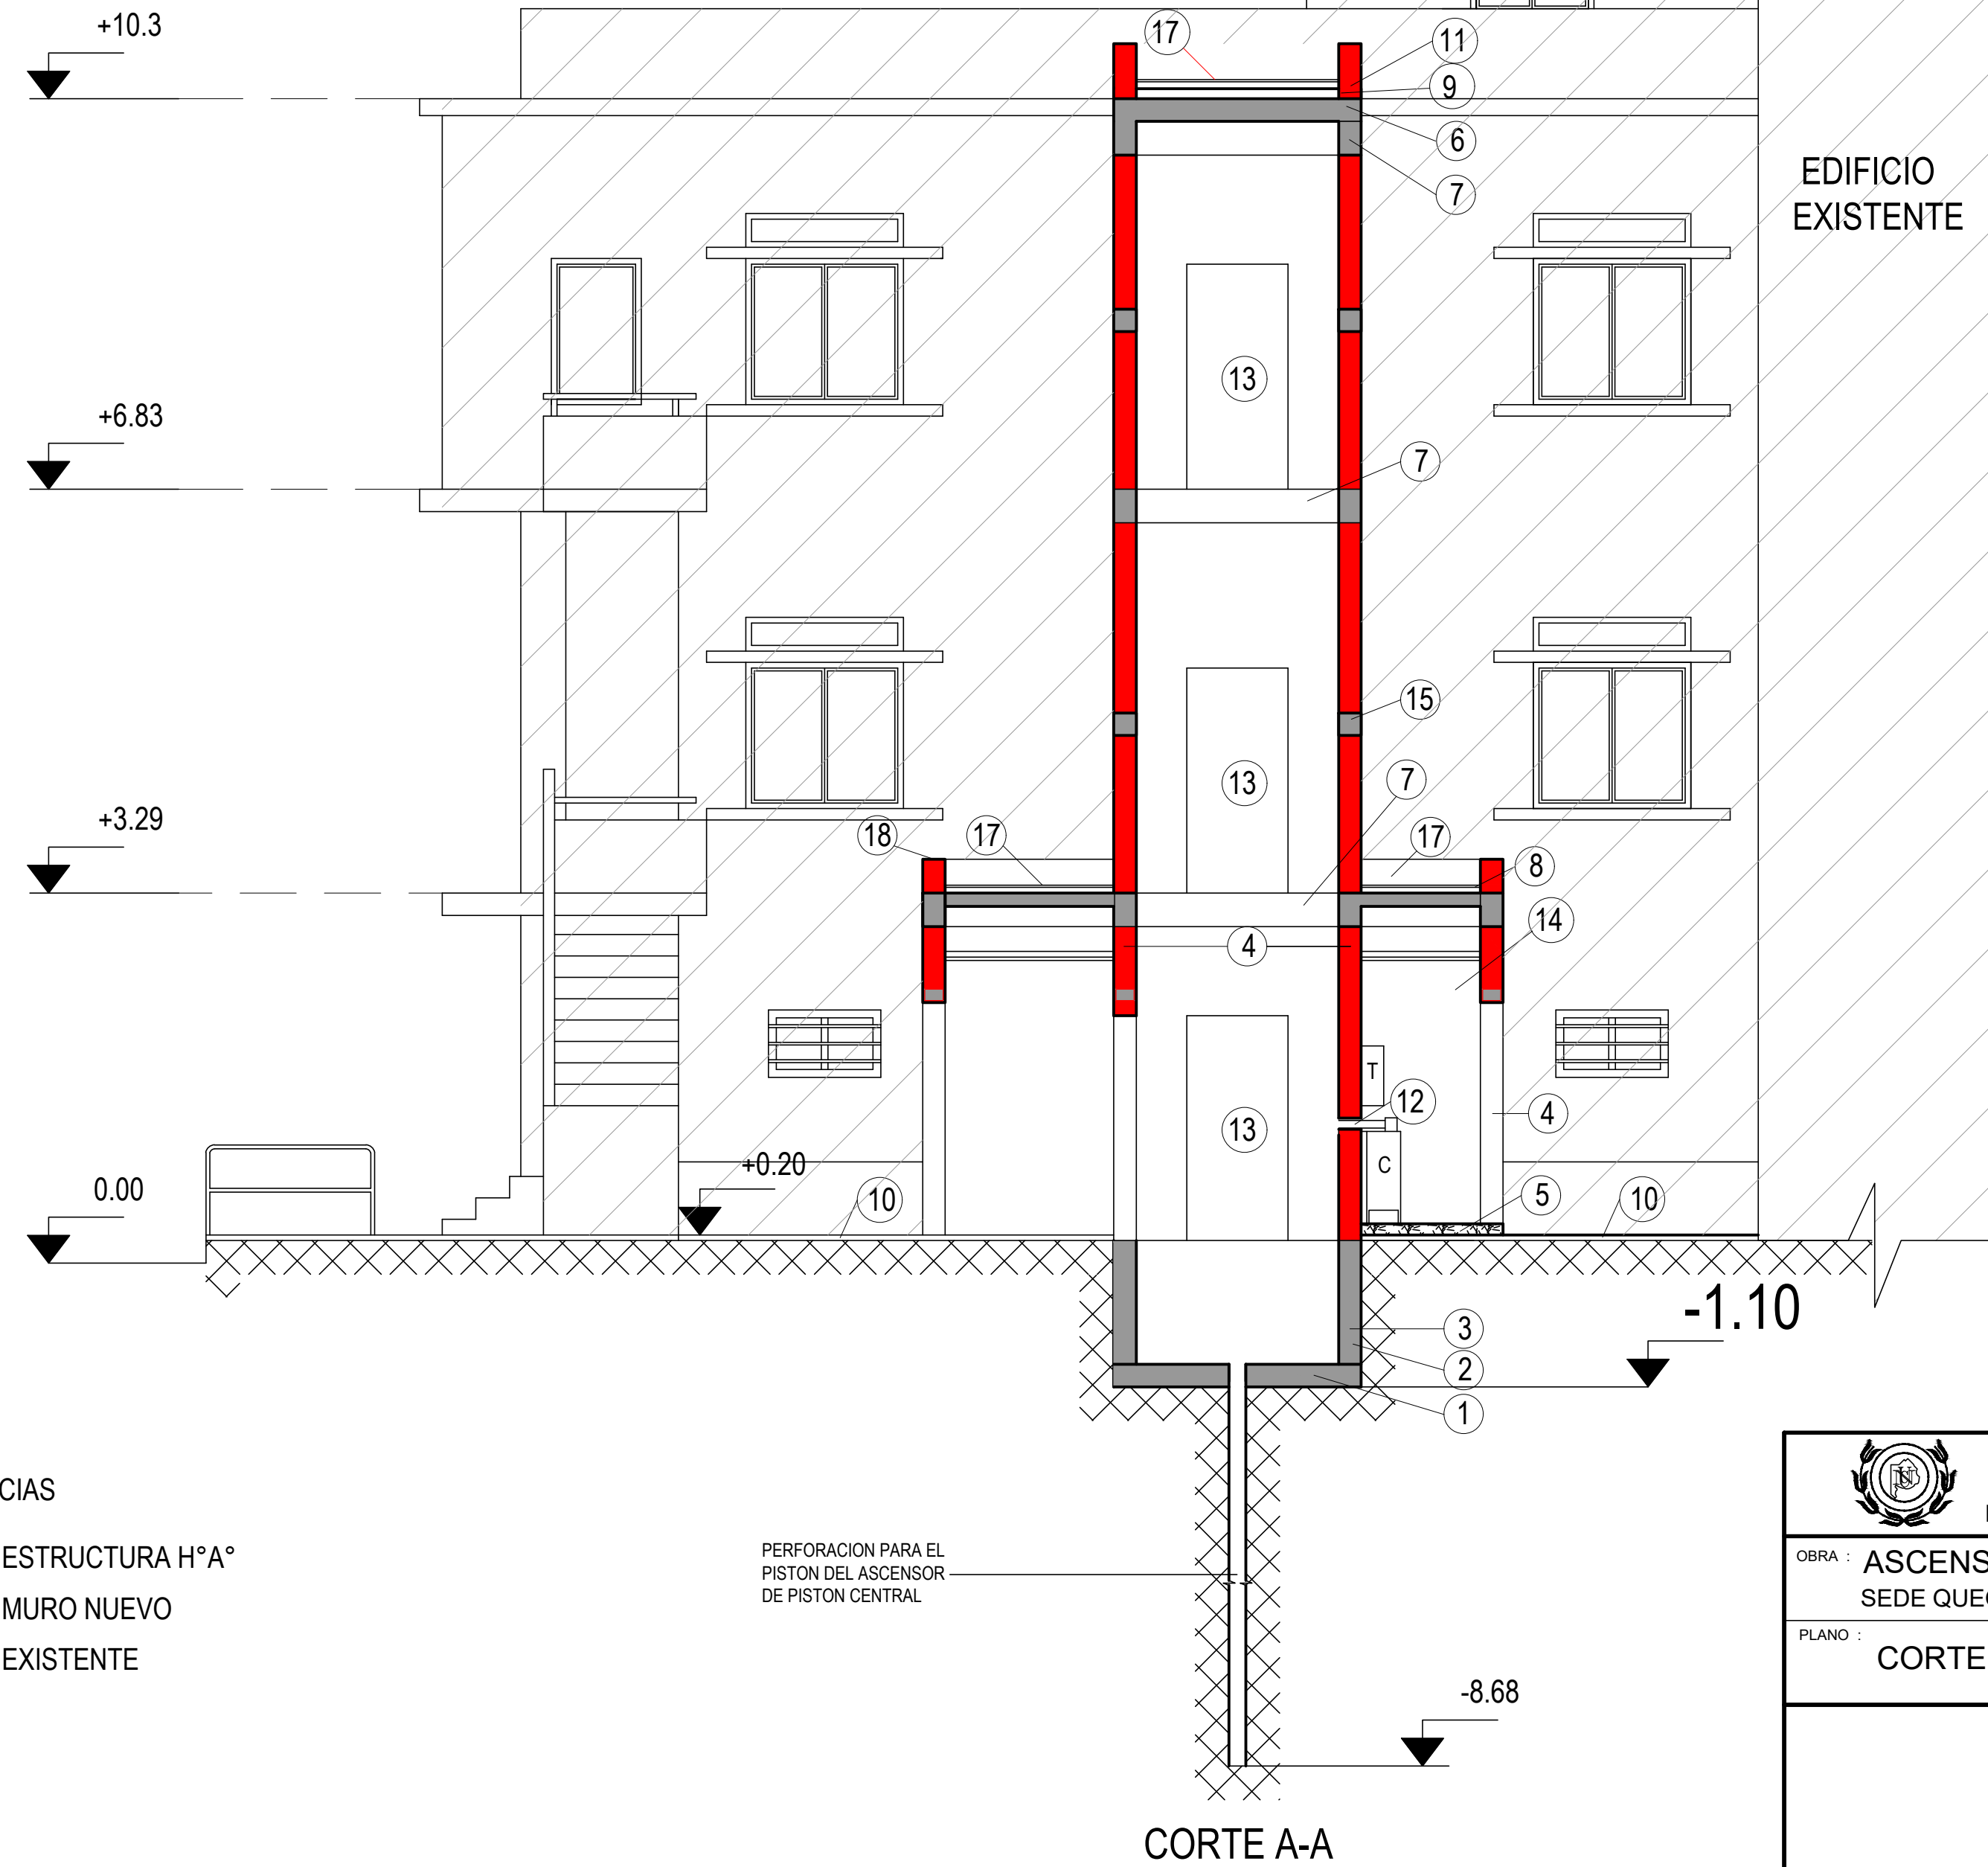 +10.3
17
11
9
6
7
EDIFICIO
EXISTENTE
13
+6.83
7
15
13
7
+3.29
18
17
17
8
14
4
T
12
4
13
C
+0.20
0.00
10
5
10
-1.10
3
2
1
CIAS
ESTRUCTURA H°A°
MURO NUEVO
EXISTENTE
PERFORACION PARA EL
PISTON DEL ASCENSOR
DE PISTON CENTRAL
-8.68
CORTE A-A
OBRA : ASCENS
SEDE QUE
PLANO :
CORTE